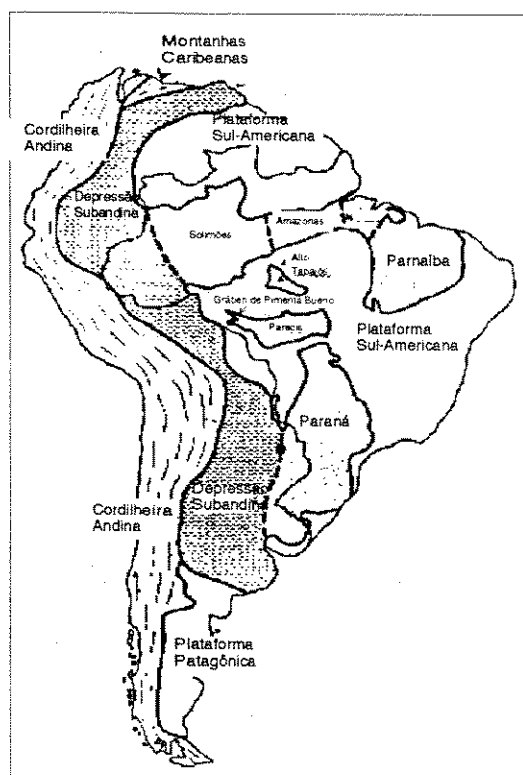 Montanhas
Caribeanas
Cordilheira
Andina
Plataforma
Sul-Americana
Depressão
Subandina
Solimões
Amazonas
Parnaíba
Alto
Tapajós
Gráben de Pimenta Bueno
Parecis
Plataforma
Sul-Americana
Paraná
Cordilheira
Andina
Depressão
Subandina
Plataforma
Patagônica